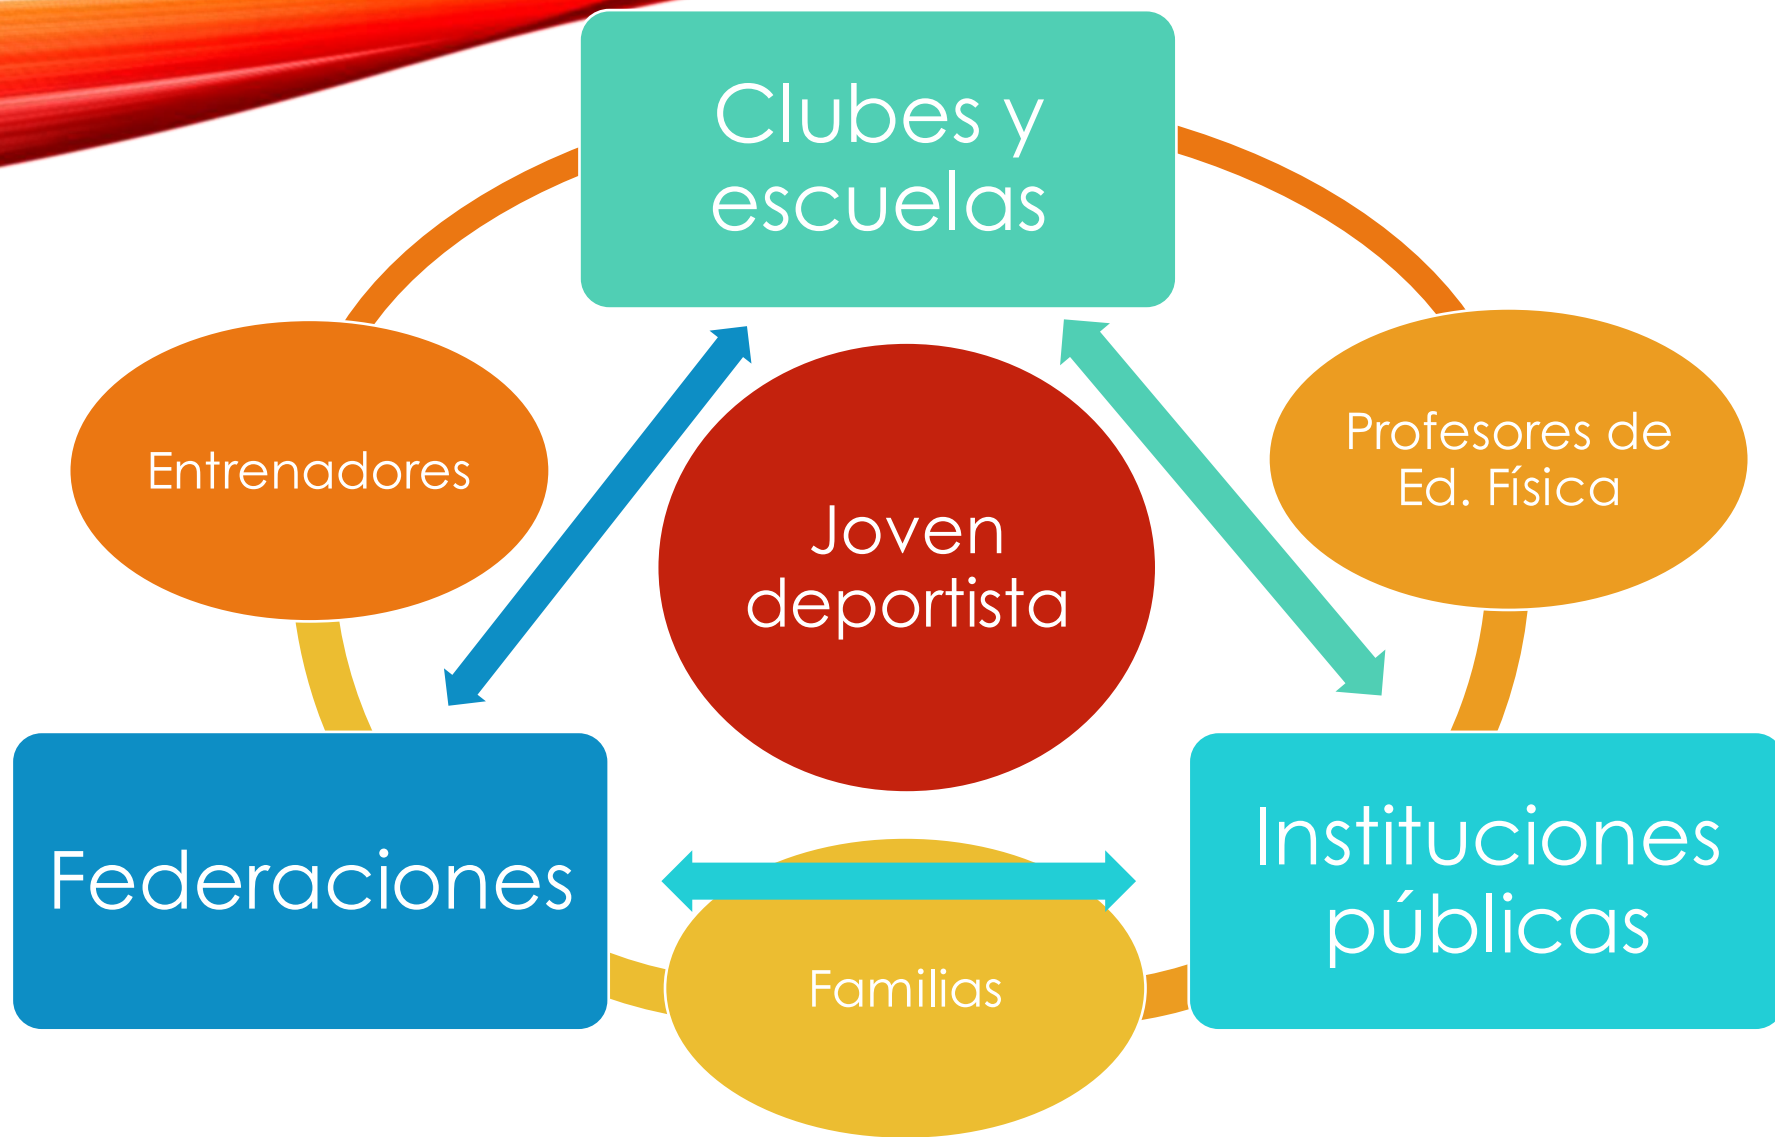 Clubes y
escuelas
Entrenadores
Profesores de
Ed. Física
Joven
deportista
Federaciones
Instituciones
públicas
Familias